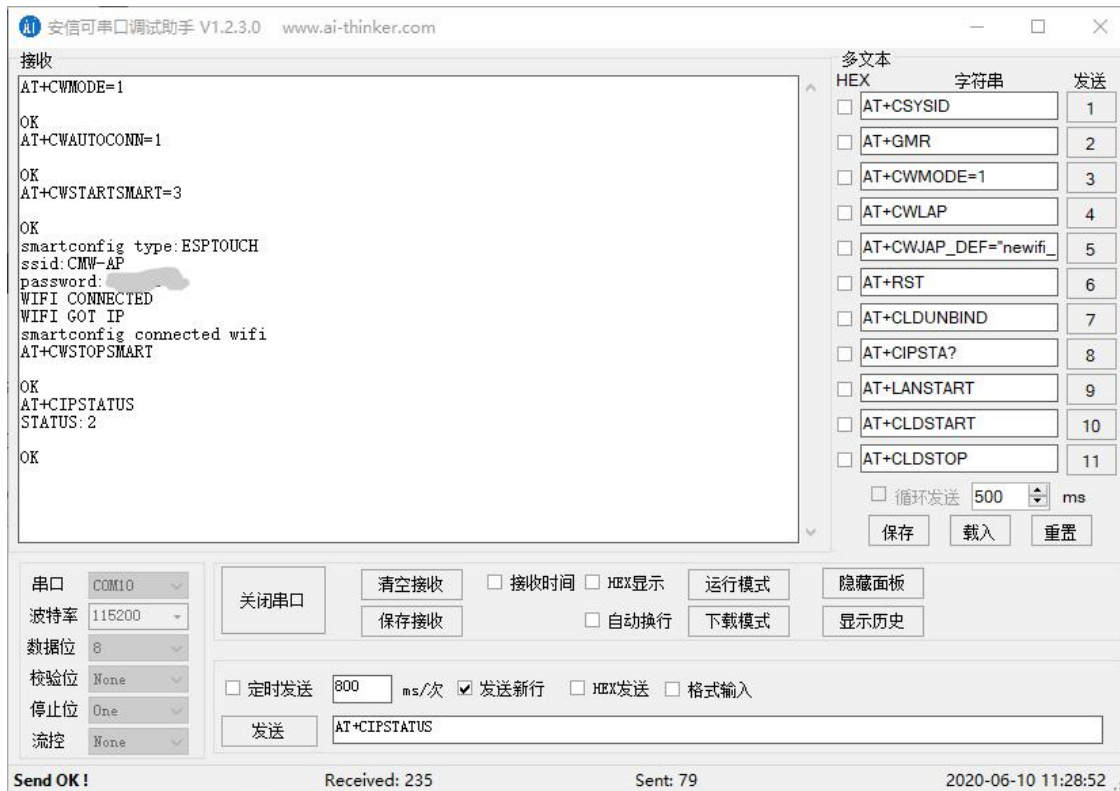 安信可串口调试助手 V1.2.3.0 www.ai-thinker.com
接收
AT+CWMODE=1
OK
AT+CWAUTOCONN=1
OK
AT+CWSTARTSMART=3
OK
smartconfig type:ESPTOUCH
ssid:CMW-AP
password:
WIFI CONNECTED
WIFI GOT IP
smartconfig connected wifi
AT+CWSTOPSMART
OK
AT+CIPSTATUS
STATUS:2
OK
多文本
HEX 字符串 发送
AT+CSYSID 1
AT+GMR 2
AT+CWMODE=1 3
AT+CWLAP 4
AT+CWJAP_DEF="newifi_ 5
AT+RST 6
AT+CLDUNBIND 7
AT+CIPSTA? 8
AT+LANSTART 9
AT+CLDSTART 10
AT+CLDSTOP 11
循环发送 500 ms
保存 载入 重置
串口 COM10
波特率 115200
数据位 8
校验位 None
停止位 One
流控 None
关闭串口
清空接收 接收时间 HEX显示 运行模式 隐藏面板
保存接收 自动换行 下载模式 显示历史
定时发送 800 ms/次 发送新行 HEX发送 格式输入
发送 AT+CIPSTATUS
Send OK! Received: 235 Sent: 79 2020-06-10 11:28:52